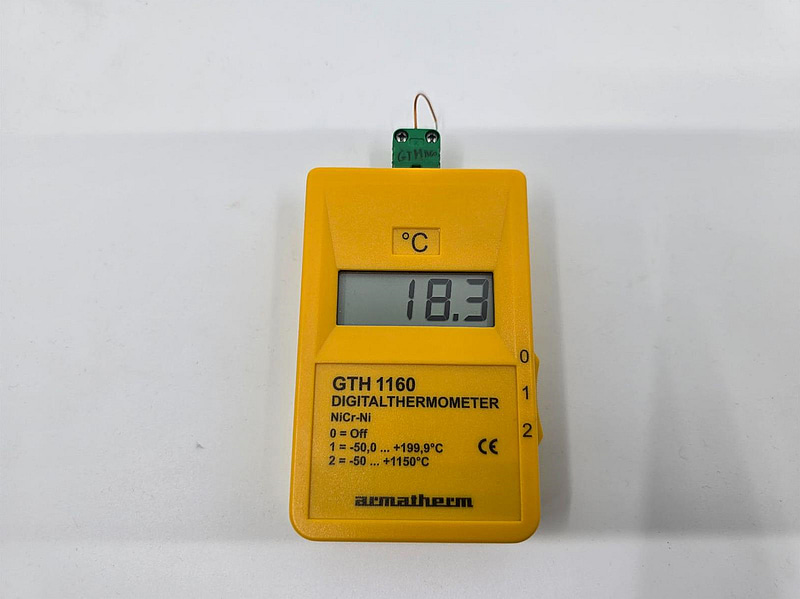 GTH1160
°C
18.3
0
1
2
GTH 1160
DIGITALTHERMOMETER
NiCr-Ni
0 = Off
1 = -50,0 ... +199,9°C
2 = -50 ... +1150°C
CE
armatherm